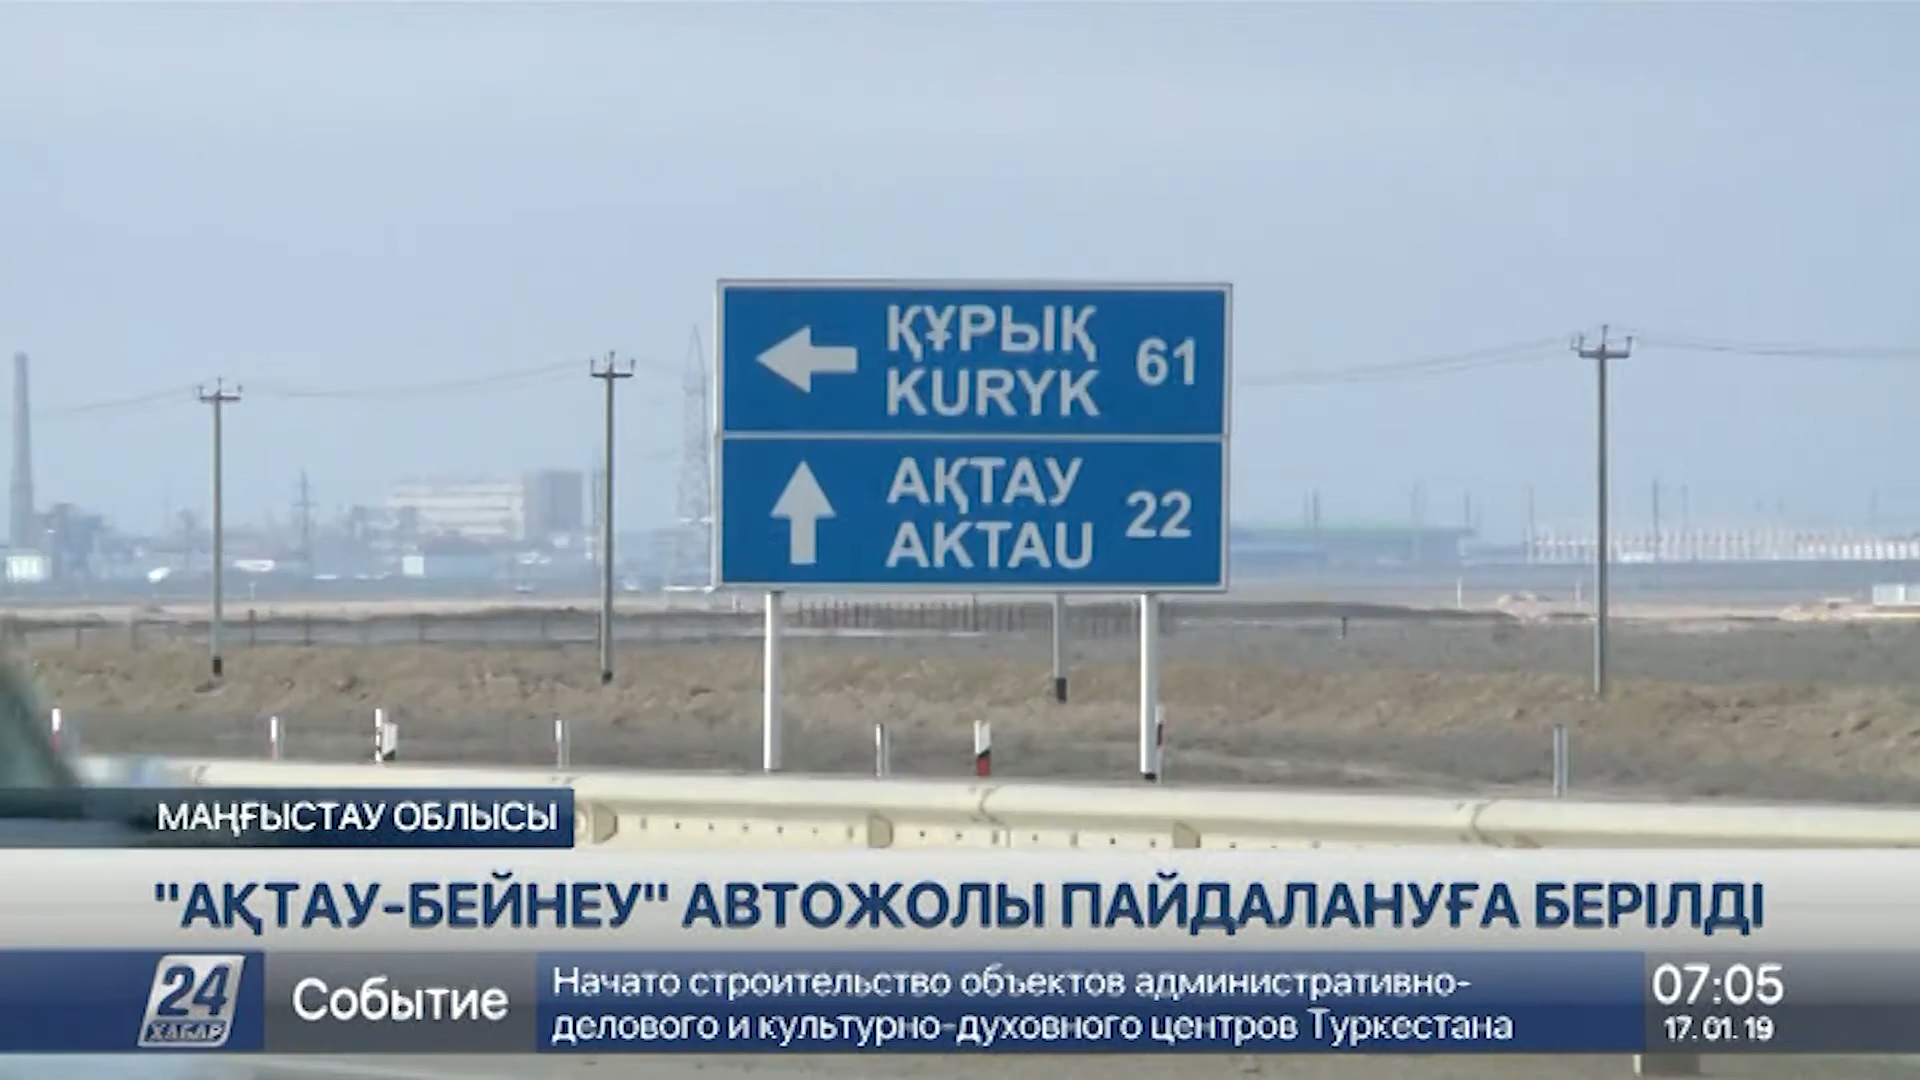 ҚҰРЫҚ
KURYK
61
АҚТАУ
AKTAU
22
МАҢҒЫСТАУ ОБЛЫСЫ
"АҚТАУ-БЕЙНЕУ" АВТОЖОЛЫ ПАЙДАЛАНУҒА БЕРІЛДІ
24
ХАБАР
Событие
Начато строительство объектов административно-
делового и культурно-духовного центров Туркестана
07:05
17.01.19